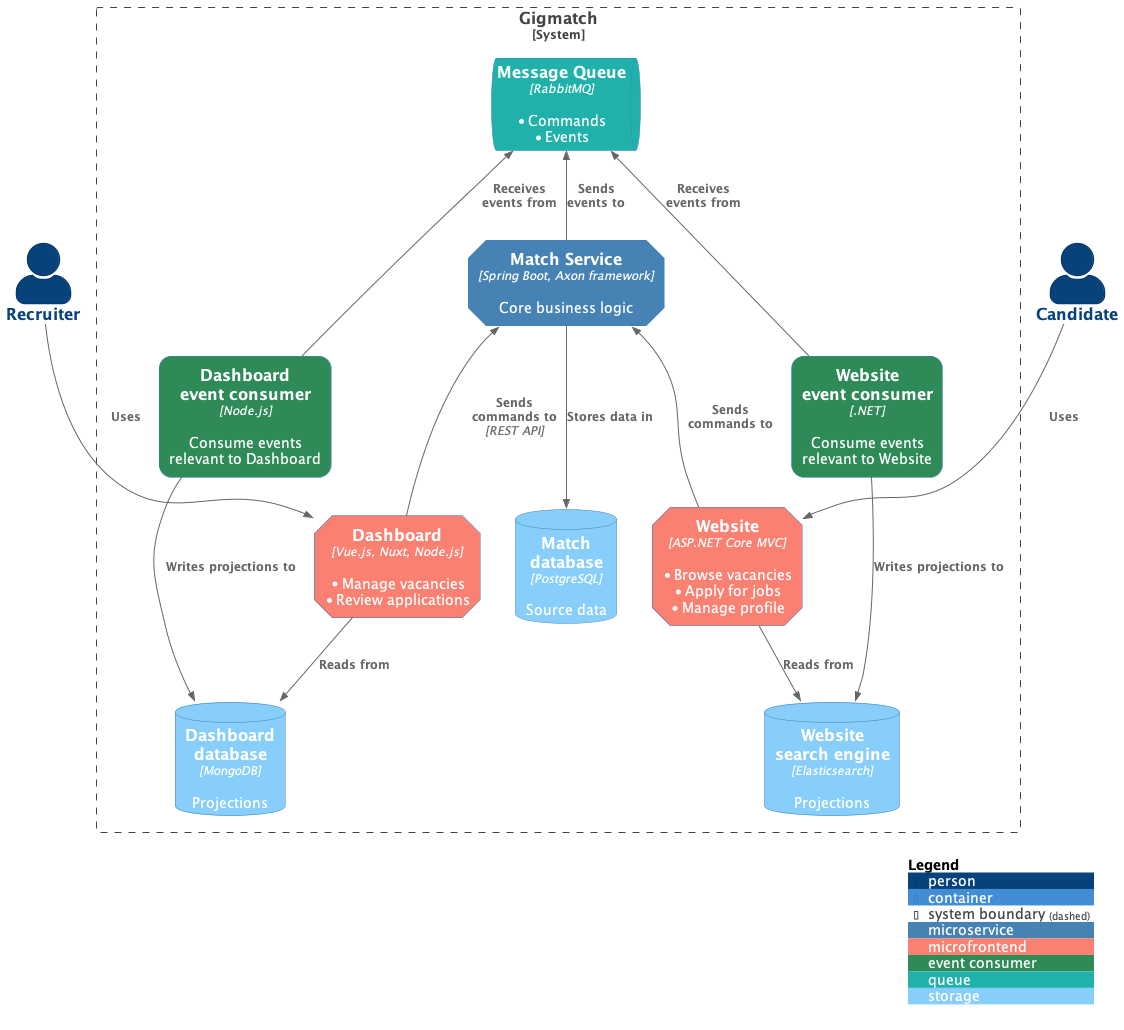 Gigmatch
[System]
Message Queue
[RabbitMQ]
• Commands
• Events
Receives
events from
Sends
events to
Receives
events from
Match Service
[Spring Boot, Axon framework]
Core business logic
Recruiter
Candidate
Dashboard
event consumer
[Node.js]
Consume events
relevant to Dashboard
Website
event consumer
[.NET]
Consume events
relevant to Website
Uses
Sends
commands to
[REST API]
Stores data in
Sends
commands to
Uses
Dashboard
[Vue.js, Nuxt, Node.js]
• Manage vacancies
• Review applications
Match
database
[PostgreSQL]
Source data
Website
[ASP.NET Core MVC]
• Browse vacancies
• Apply for jobs
• Manage profile
Writes projections to
Writes projections to
Reads from
Reads from
Dashboard
database
[MongoDB]
Projections
Website
search engine
[Elasticsearch]
Projections
Legend
person
container
system boundary (dashed)
microservice
microfrontend
event consumer
queue
storage